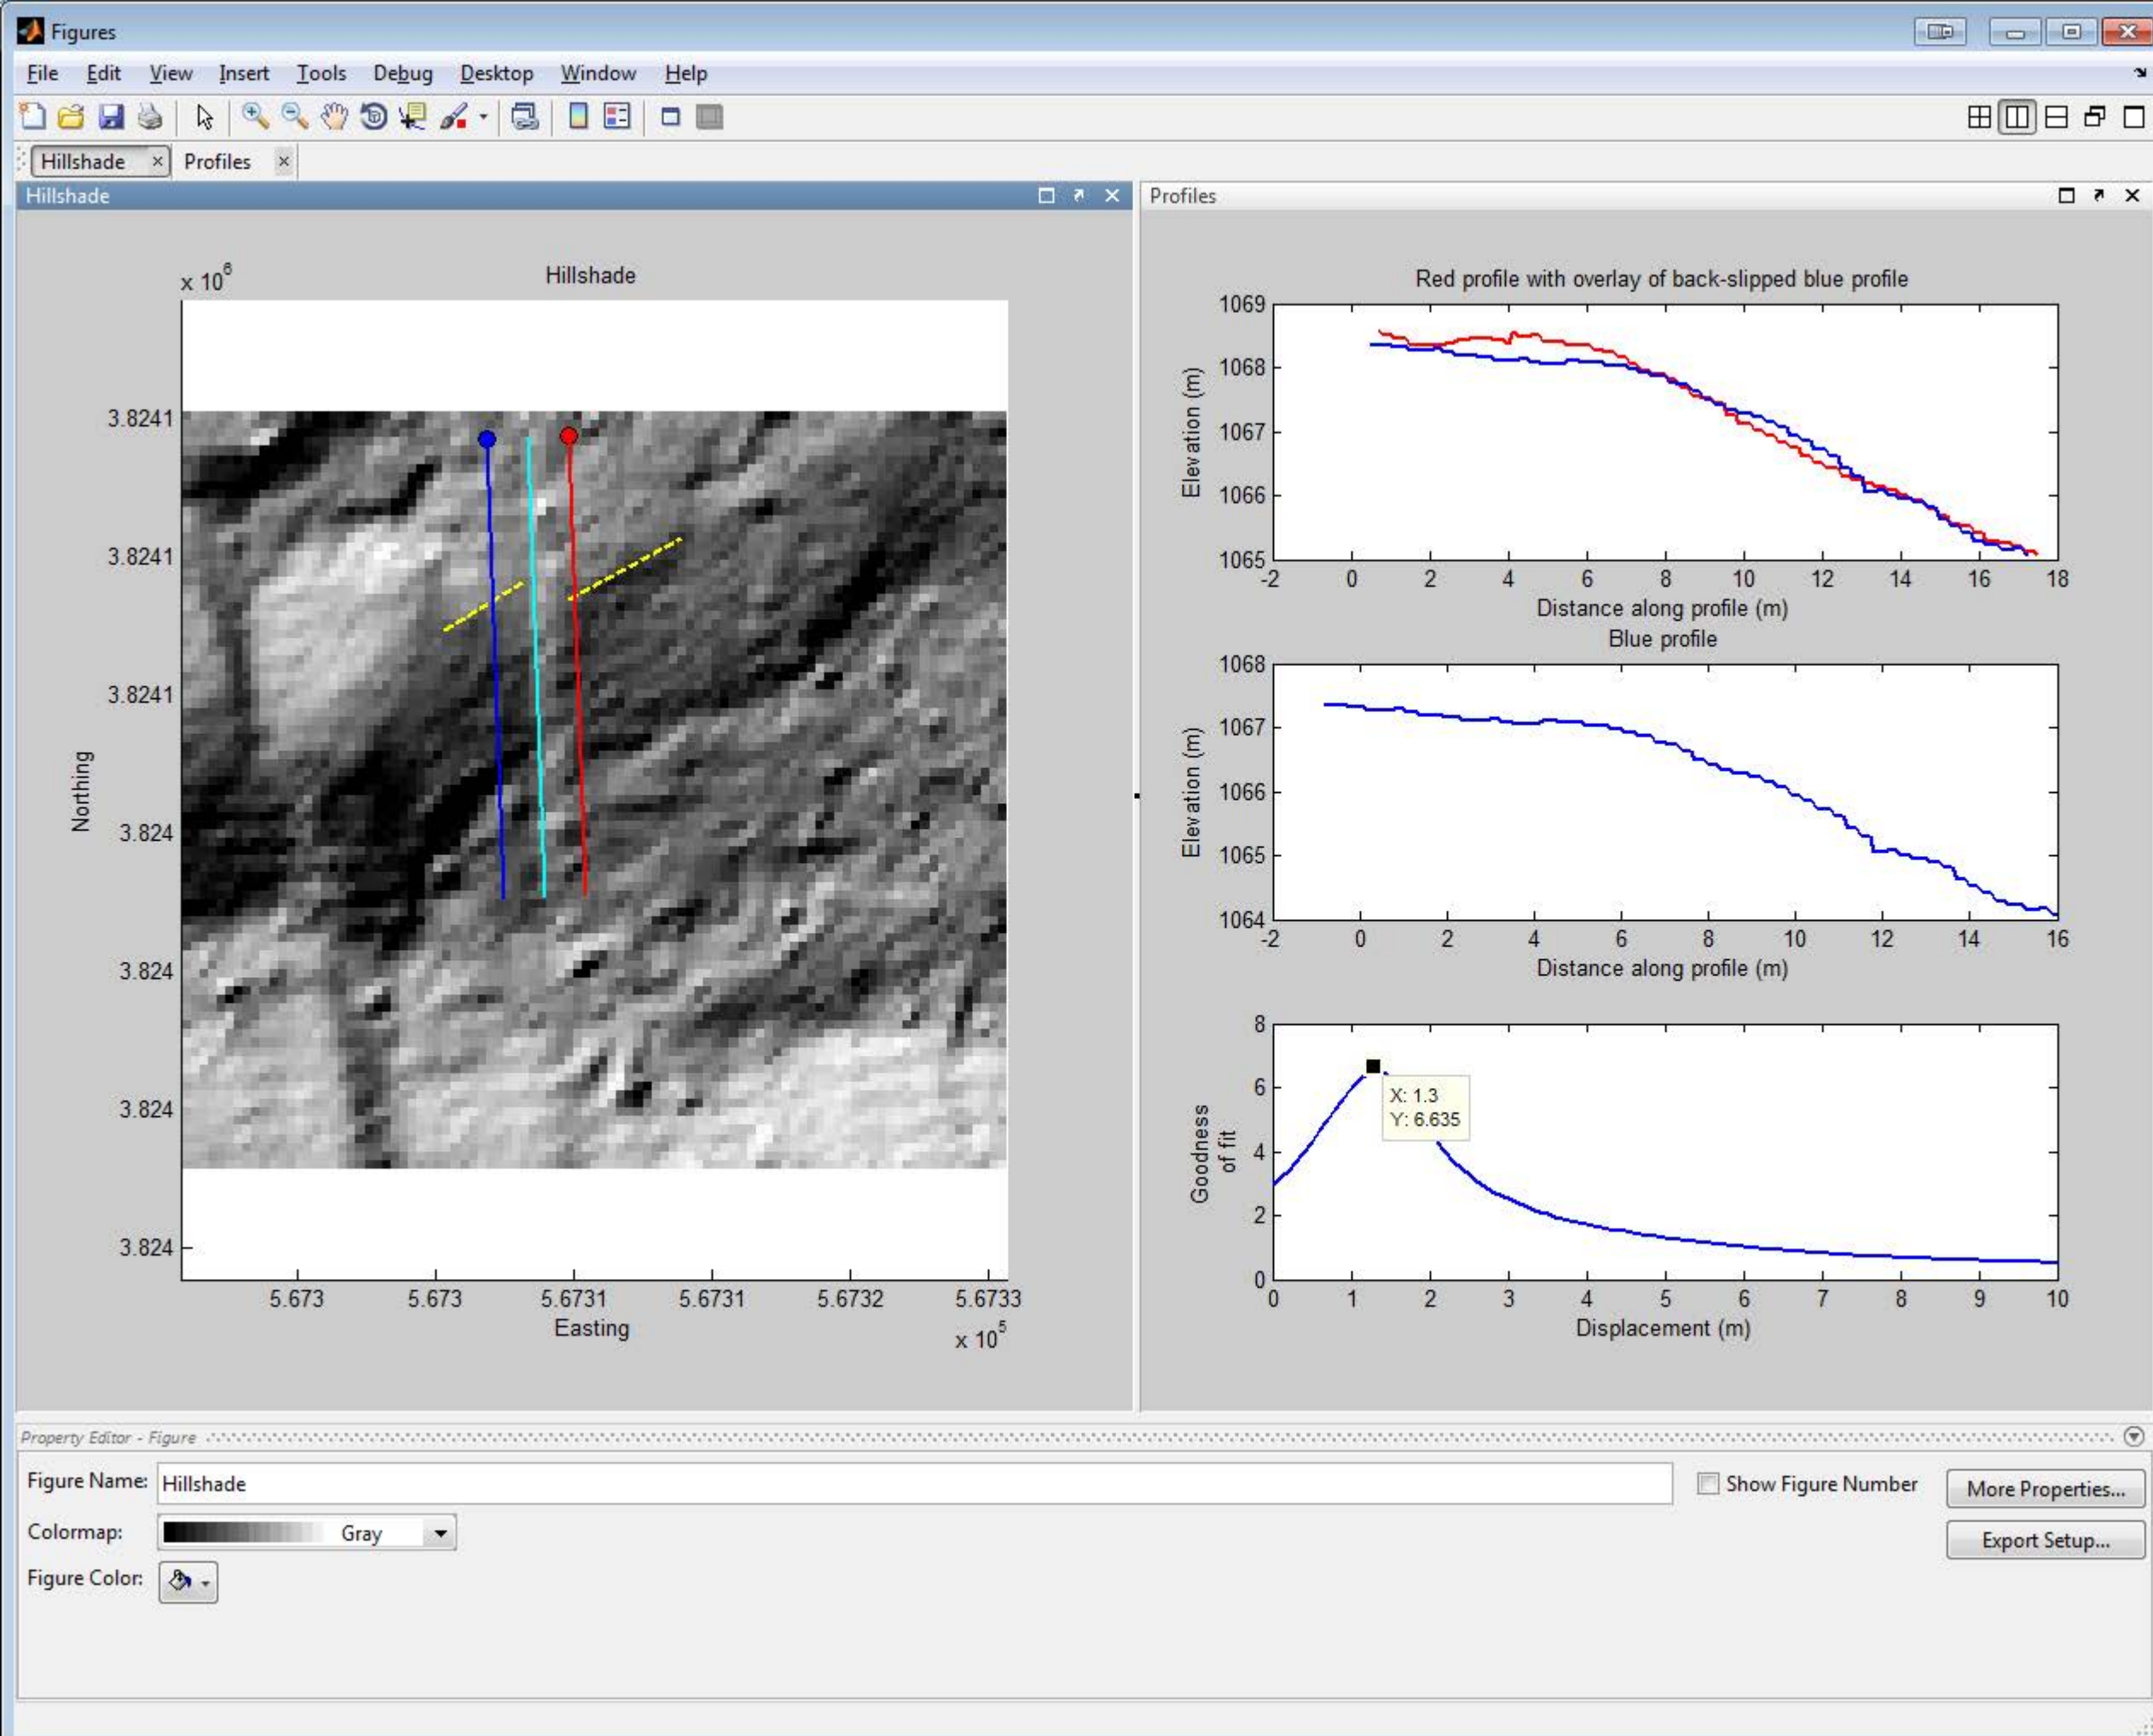 Figures
File Edit View Insert Tools Debug Desktop Window Help
Hillshade × Profiles ×
Hillshade
x 10^6
Hillshade
3.8241
3.8241
3.8241
3.824
3.824
3.824
3.824
Northing
5.673 5.673 5.6731 5.6731 5.6732 5.6733
Easting
x 10^5
Profiles
Red profile with overlay of back-slipped blue profile
1069
1068
1067
1066
1065
Elevation (m)
-2 0 2 4 6 8 10 12 14 16 18
Distance along profile (m)
Blue profile
1068
1067
1066
1065
1064
Elevation (m)
-2 0 2 4 6 8 10 12 14 16
Distance along profile (m)
8
6
4
2
0
Goodness
of fit
X: 1.3
Y: 6.635
0 1 2 3 4 5 6 7 8 9 10
Displacement (m)
Property Editor - Figure
Figure Name: Hillshade
Show Figure Number
More Properties...
Colormap: Gray
Export Setup...
Figure Color: